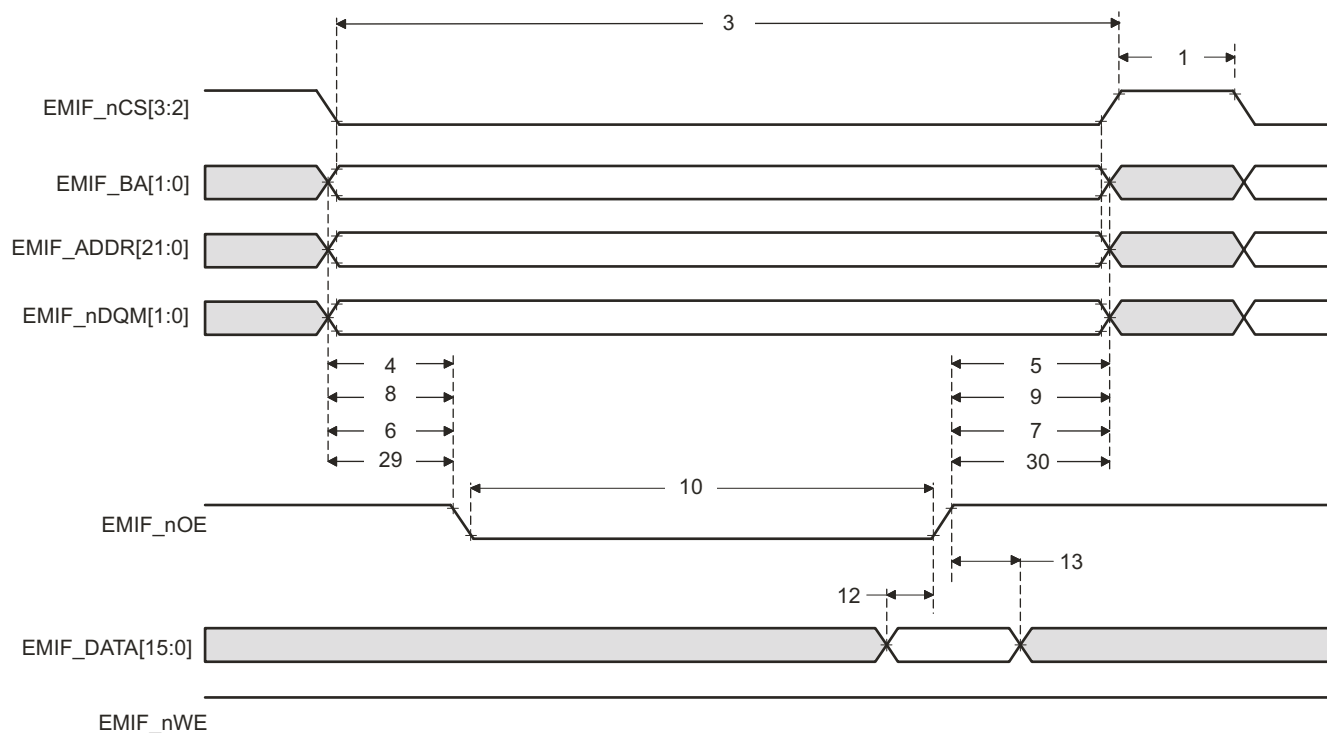 3
1
EMIF_nCS[3:2]
EMIF_BA[1:0]
EMIF_ADDR[21:0]
EMIF_nDQM[1:0]
4
5
8
9
6
7
29
30
10
EMIF_nOE
13
12
EMIF_DATA[15:0]
EMIF_nWE